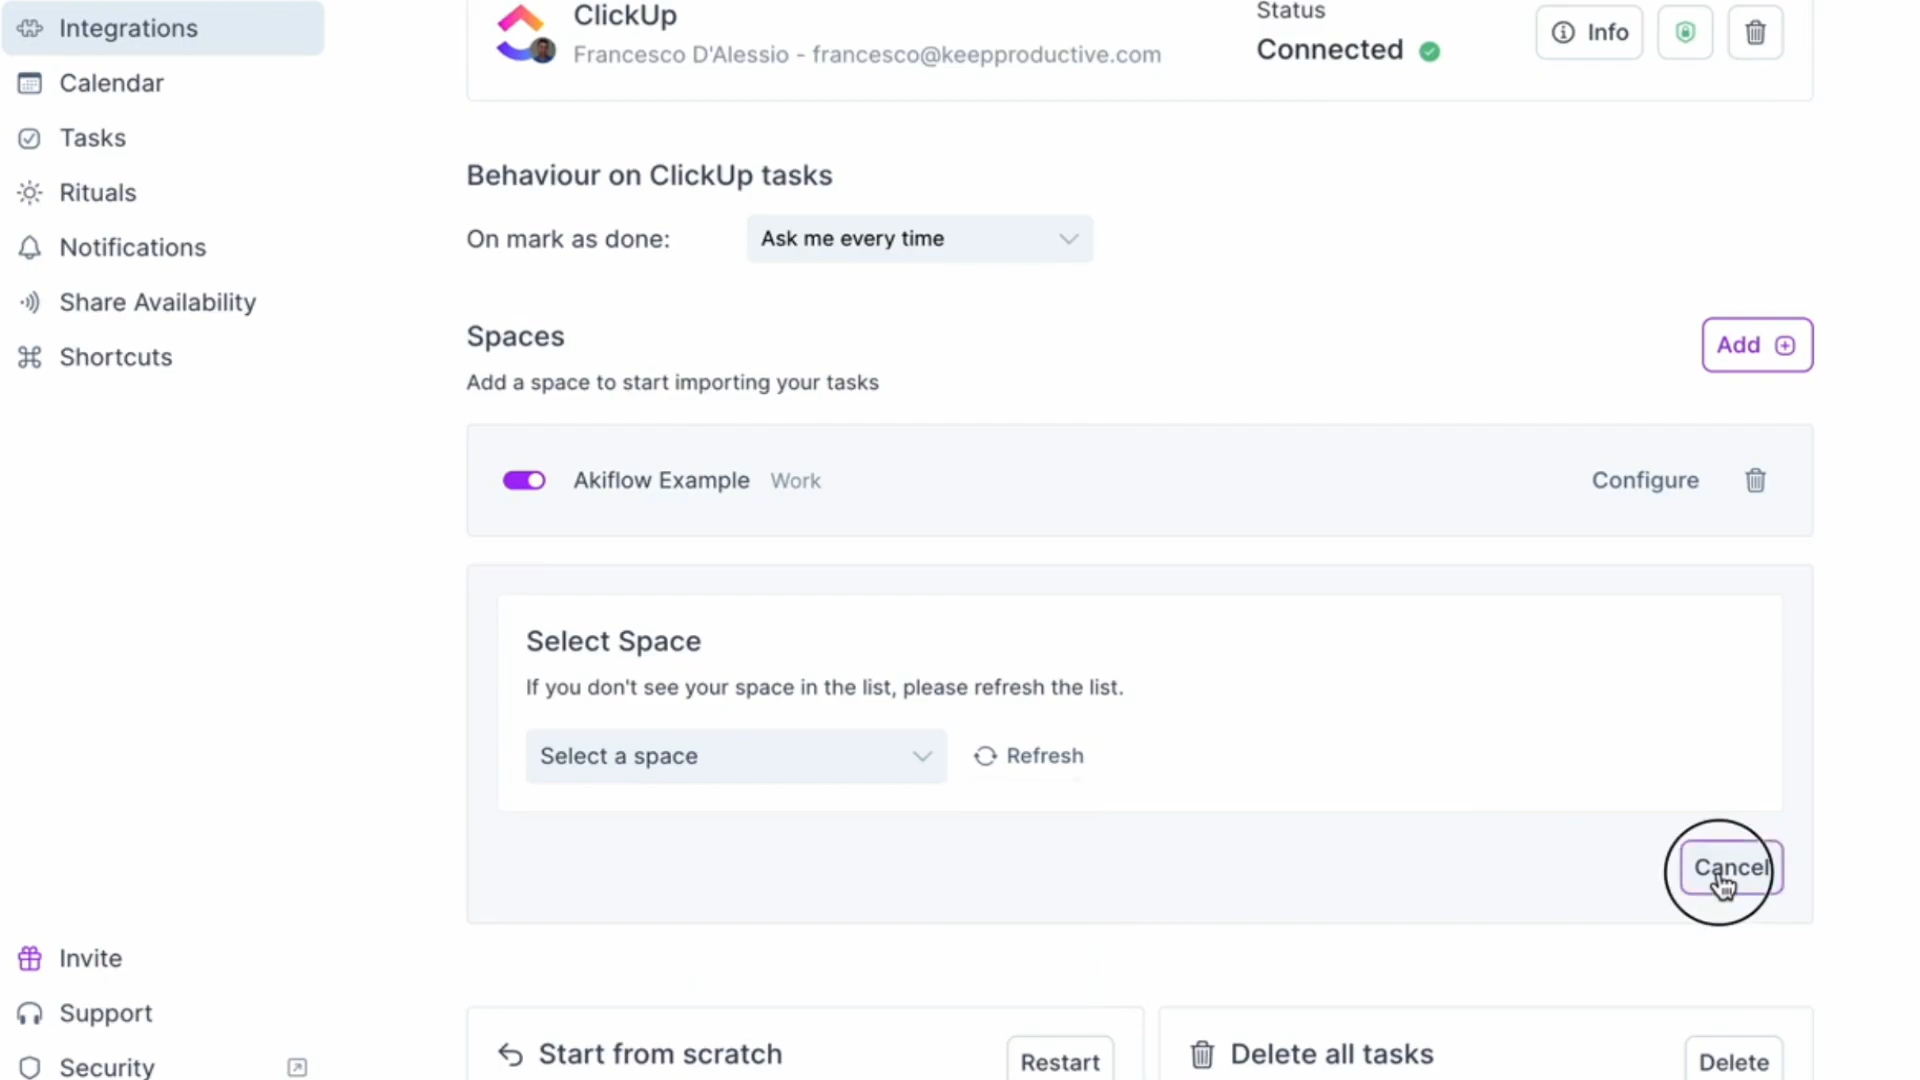 Integrations
Calendar
Tasks
Rituals
Notifications
Share Availability
Shortcuts
Invite
Support
Security
ClickUp
Francesco D'Alessio - francesco@keepproductive.com
Status
Connected
Info
Behaviour on ClickUp tasks
On mark as done:
Ask me every time
Spaces
Add a space to start importing your tasks
Add
Akiflow Example Work
Configure
Select Space
If you don't see your space in the list, please refresh the list.
Select a space
Refresh
Cancel
Start from scratch
Restart
Delete all tasks
Delete